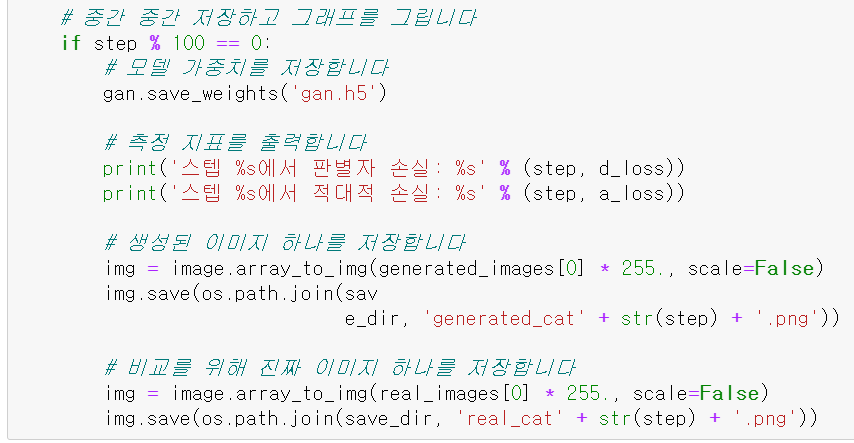 # 중간 중간 저장하고 그래프를 그립니다
if step % 100 == 0:
# 모델 가중치를 저장합니다
gan.save_weights('gan.h5')
# 측정 지표를 출력합니다
print('스텝 %s에서 판별자 손실: %s' % (step, d_loss))
print('스텝 %s에서 적대적 손실: %s' % (step, a_loss))
# 생성된 이미지 하나를 저장합니다
img = image.array_to_img(generated_images[0] * 255., scale=False)
img.save(os.path.join(sav
e_dir, 'generated_cat' + str(step) + '.png'))
# 비교를 위해 진짜 이미지 하나를 저장합니다
img = image.array_to_img(real_images[0] * 255., scale=False)
img.save(os.path.join(save_dir, 'real_cat' + str(step) + '.png'))